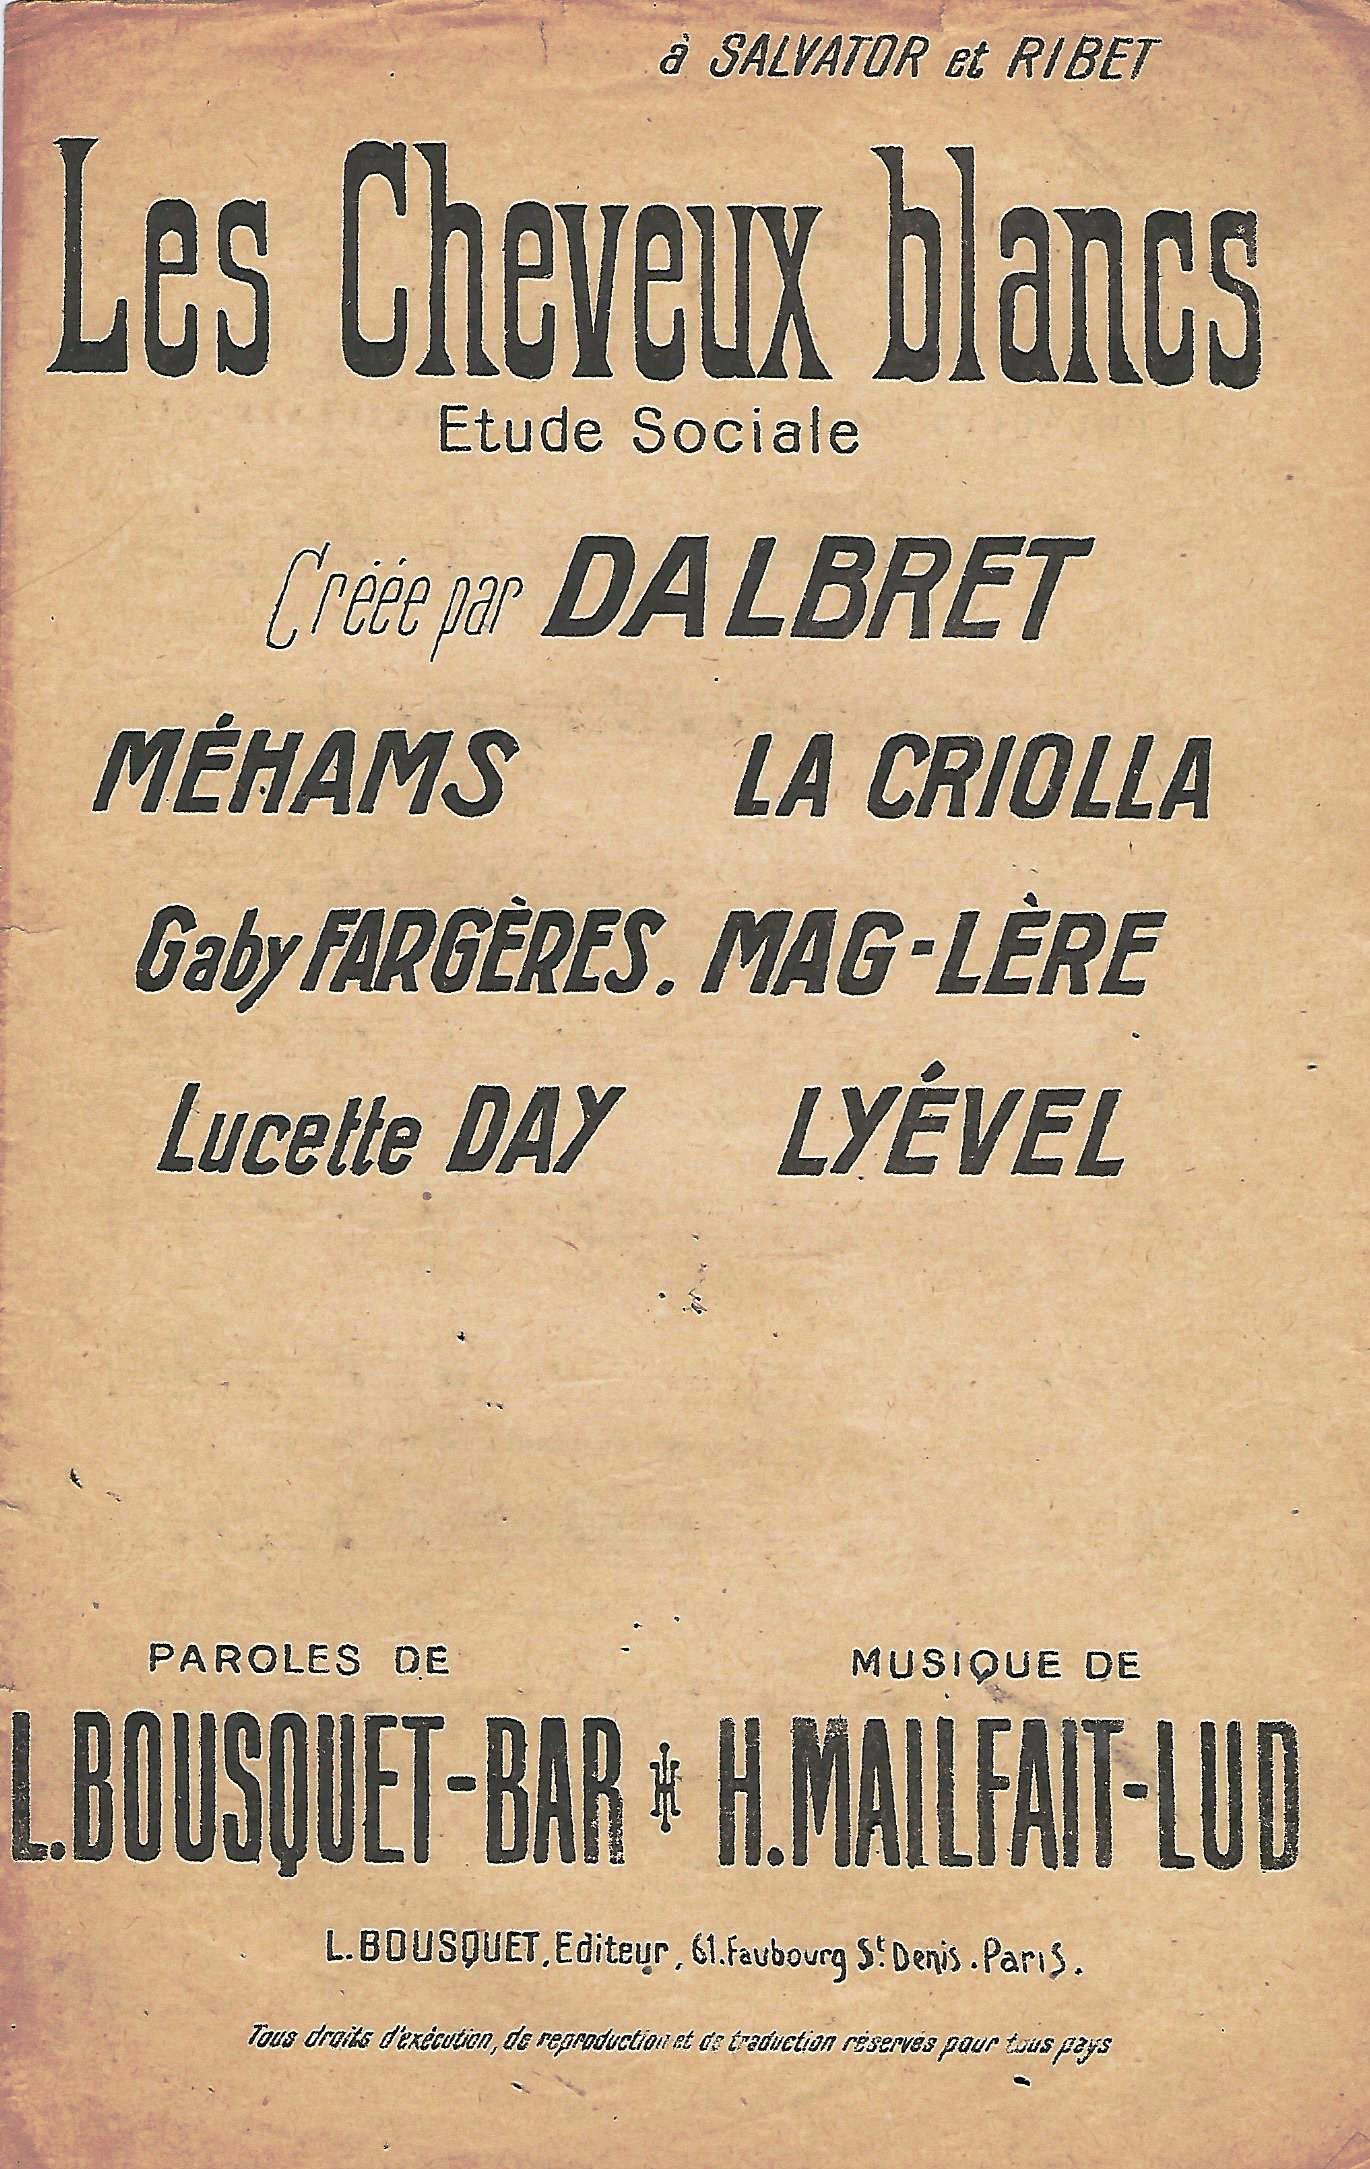 à SALVATOR et RIBET
Les Cheveux blancs
Etude Sociale
Créée par DALBRET
MÉHAMS LA CRIOLLA
Gaby FARGÈRES. MAG-LÈRE
Lucette DAY LYÉVEL
PAROLES DE MUSIQUE DE
L. BOUSQUET-BAR H. MAILFAIT-LUD
L. BOUSQUET, Editeur, 61. Faubourg St. Denis. Paris.
Tous droits d'exécution, de reproduction et de traduction réservés pour tous pays